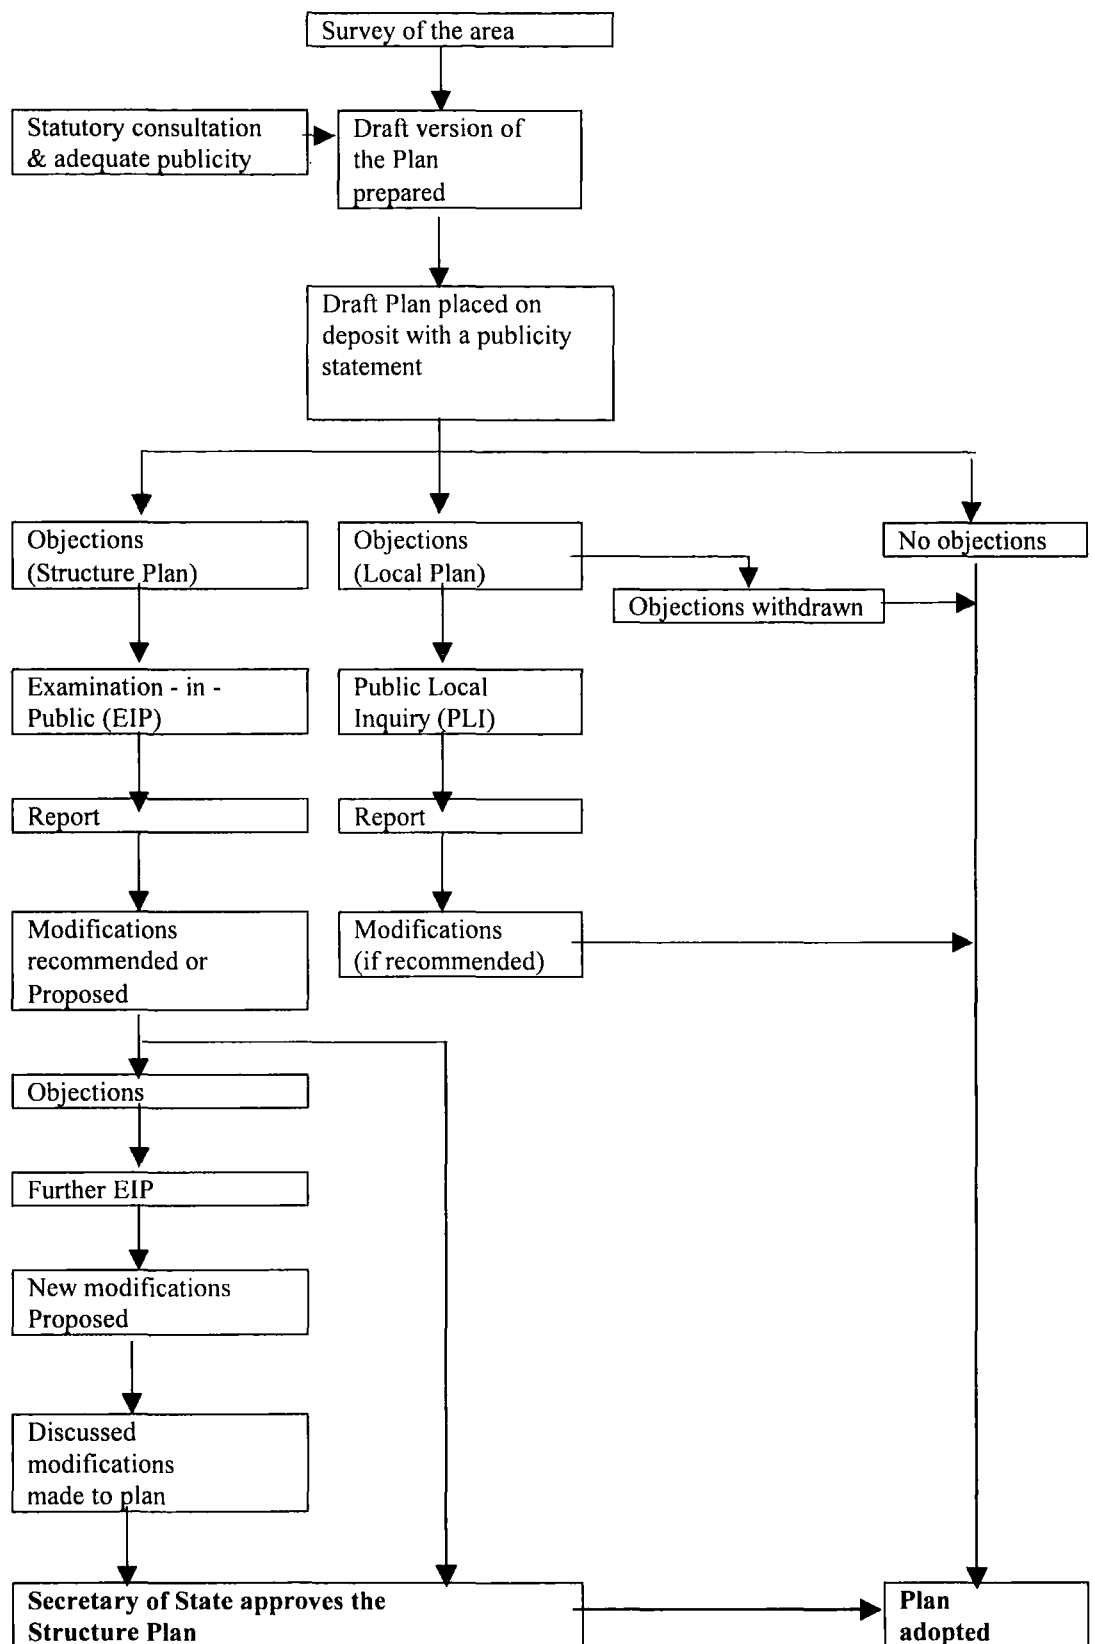 Survey of the area
Statutory consultation
& adequate publicity
Draft version of
the Plan
prepared
Draft Plan placed on
deposit with a publicity
statement
Objections
(Structure Plan)
Objections
(Local Plan)
No objections
Objections withdrawn
Examination - in -
Public (EIP)
Public Local
Inquiry (PLI)
Report
Report
Modifications
recommended or
Proposed
Modifications
(if recommended)
Objections
Further EIP
New modifications
Proposed
Discussed
modifications
made to plan
Secretary of State approves the
Structure Plan
Plan
adopted